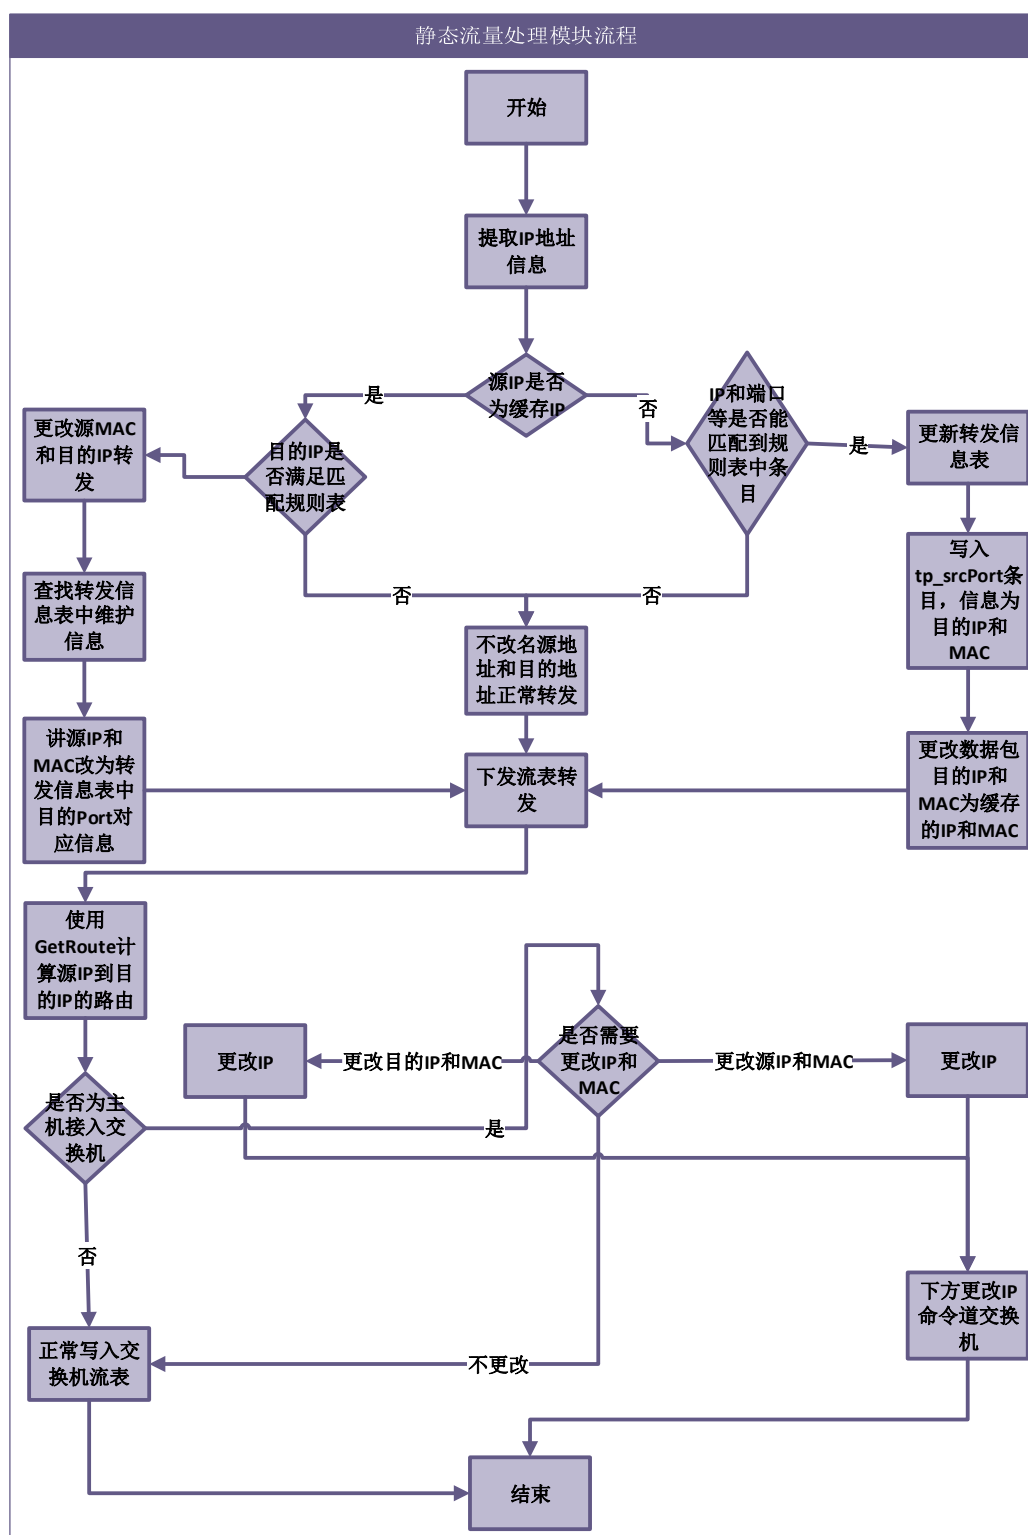 静态流量处理模块流程
开始
提取IP地址
信息
源IP是否
为缓存IP
是
否
目的IP是
否满足匹
配规则表
IP和端口
等是否能
匹配到规
则表中条
目
是
更改源MAC
和目的IP转
发
更新转发信
息表
查找转发信
息表中维护
信息
写入
tp_srcPort条
目，信息为
目的IP和
MAC
否
否
不改名源地
址和目的地
址正常转发
讲源IP和
MAC改为转
发信息表中
目的Port对
应信息
下发流表转
发
更改数据包
目的IP和
MAC为缓存
的IP和MAC
使用
GetRoute计
算源IP到目
的IP的路由
是否为主
机接入交
换机
是
否
是否需要
更改IP和
MAC
更改目的IP和MAC
更改源IP和MAC
更改IP
更改IP
下方更改IP
命令道交换
机
不更改
正常写入交
换机流表
结束